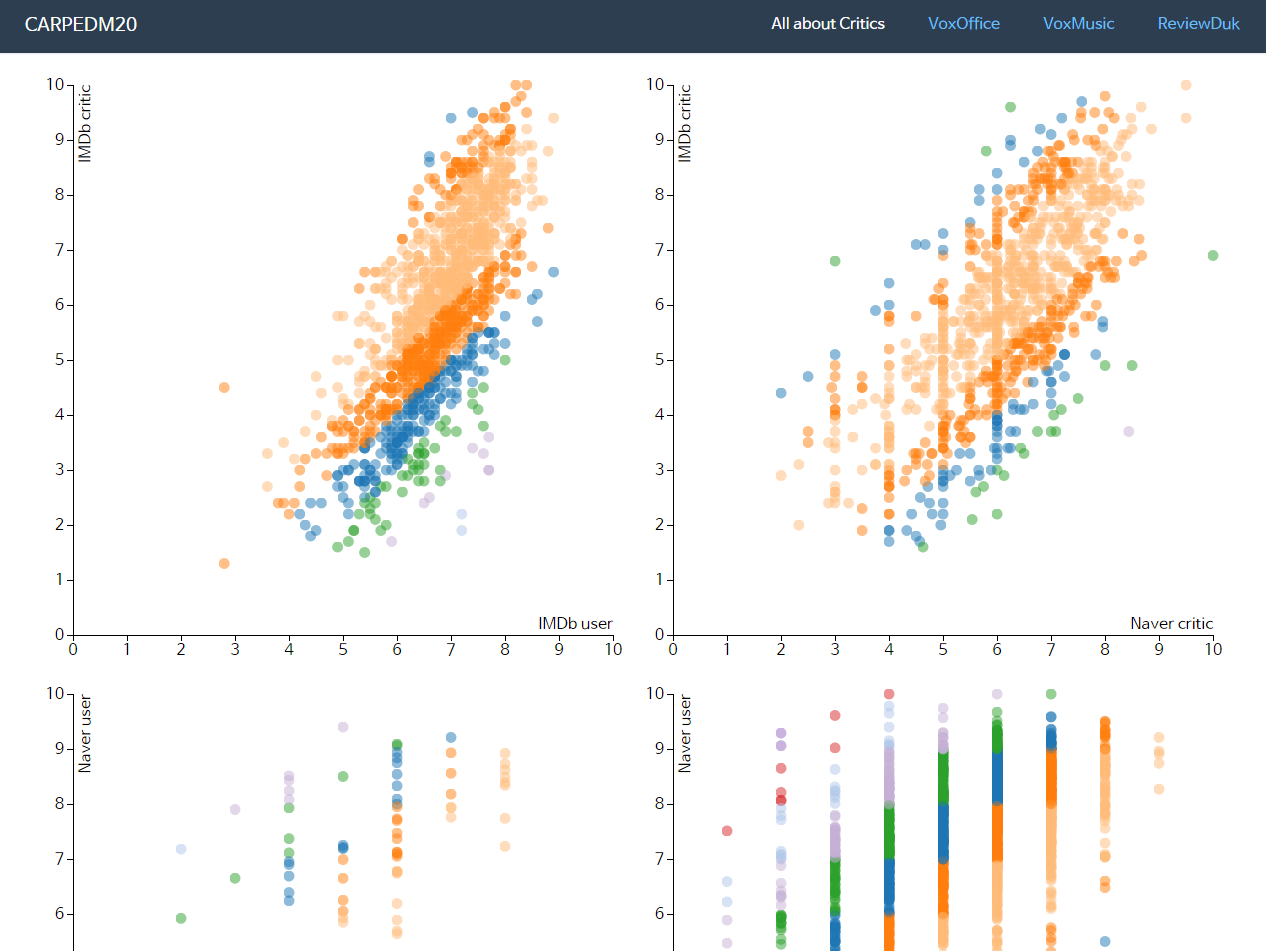 CARPEDM20
All about Critics
VoxOffice
VoxMusic
ReviewDuk
10
9
8
7
6
5
4
3
2
1
0
IMDb critic
IMDb user
0 1 2 3 4 5 6 7 8 9 10
10
9
8
7
6
5
4
3
2
1
0
IMDb critic
Naver critic
0 1 2 3 4 5 6 7 8 9 10
10
9
8
7
6
Naver user
10
9
8
7
6
Naver user